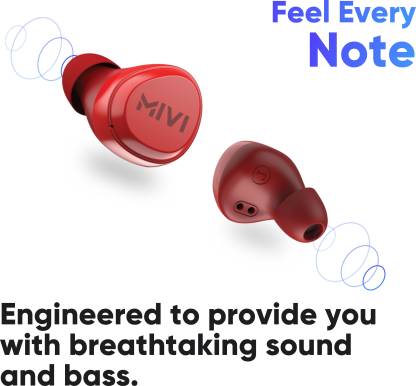 Feel Every
Note
MIVI
Engineered to provide you
with breathtaking sound
and bass.